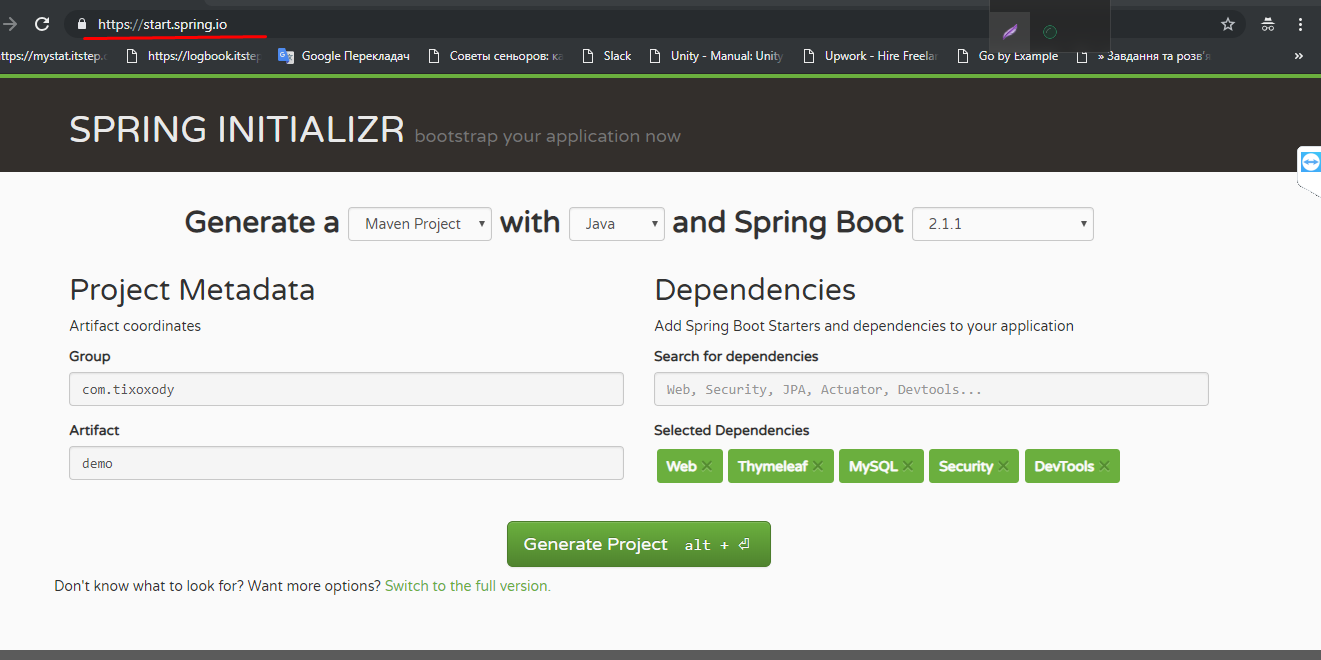 https://start.spring.io
ttps://mystat.itstep. https://logbook.itstep Google Перекладач Советы сеньоров: ка Slack Unity - Manual: Unity Upwork - Hire Freelan Go by Example » Завдання та розв'я »
SPRING INITIALIZR bootstrap your application now
Generate a Maven Project with Java and Spring Boot 2.1.1
Project Metadata
Artifact coordinates
Group
com.tixoxody
Artifact
demo
Dependencies
Add Spring Boot Starters and dependencies to your application
Search for dependencies
Web, Security, JPA, Actuator, Devtools...
Selected Dependencies
Web × Thymeleaf × MySQL × Security × DevTools ×
Generate Project alt + ⏎
Don't know what to look for? Want more options? Switch to the full version.